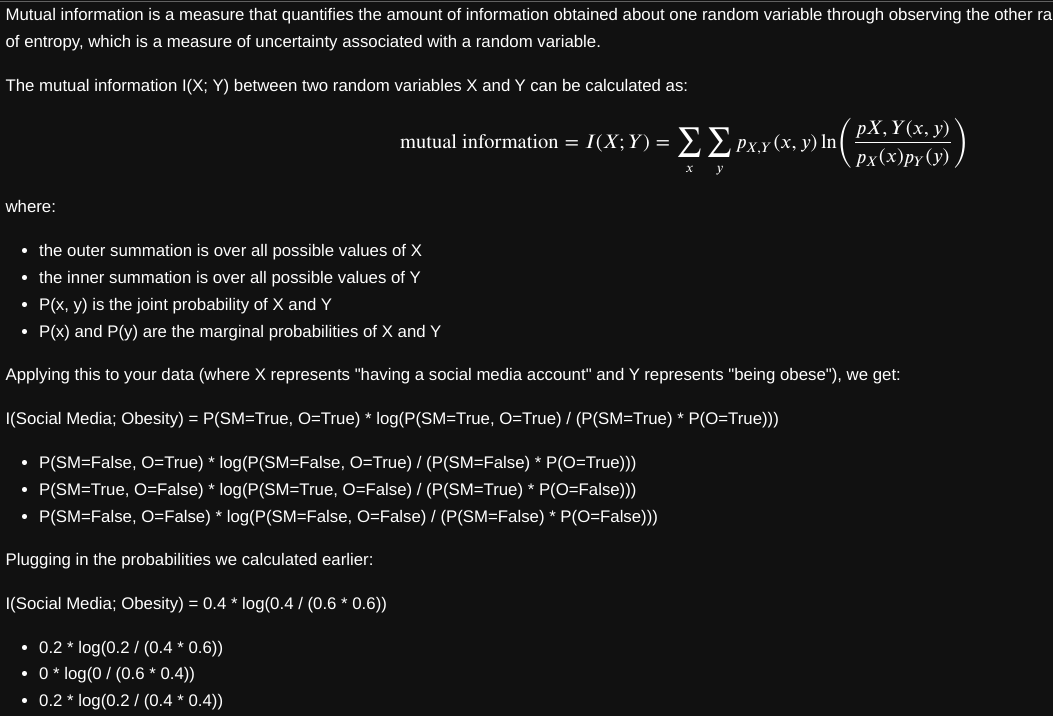 Mutual information is a measure that quantifies the amount of information obtained about one random variable through observing the other
of entropy, which is a measure of uncertainty associated with a random variable.
The mutual information I(X; Y) between two random variables X and Y can be calculated as:
mutual information = I(X; Y) = ∑_x ∑_y p_{X,Y}(x, y) ln( pX, Y(x, y) / p_X(x)p_Y(y) )
where:
• the outer summation is over all possible values of X
• the inner summation is over all possible values of Y
• P(x, y) is the joint probability of X and Y
• P(x) and P(y) are the marginal probabilities of X and Y
Applying this to your data (where X represents "having a social media account" and Y represents "being obese"), we get:
I(Social Media; Obesity) = P(SM=True, O=True) * log(P(SM=True, O=True) / (P(SM=True) * P(O=True)))
• P(SM=False, O=True) * log(P(SM=False, O=True) / (P(SM=False) * P(O=True)))
• P(SM=True, O=False) * log(P(SM=True, O=False) / (P(SM=True) * P(O=False)))
• P(SM=False, O=False) * log(P(SM=False, O=False) / (P(SM=False) * P(O=False)))
Plugging in the probabilities we calculated earlier:
I(Social Media; Obesity) = 0.4 * log(0.4 / (0.6 * 0.6))
• 0.2 * log(0.2 / (0.4 * 0.6))
• 0 * log(0 / (0.6 * 0.4))
• 0.2 * log(0.2 / (0.4 * 0.4))